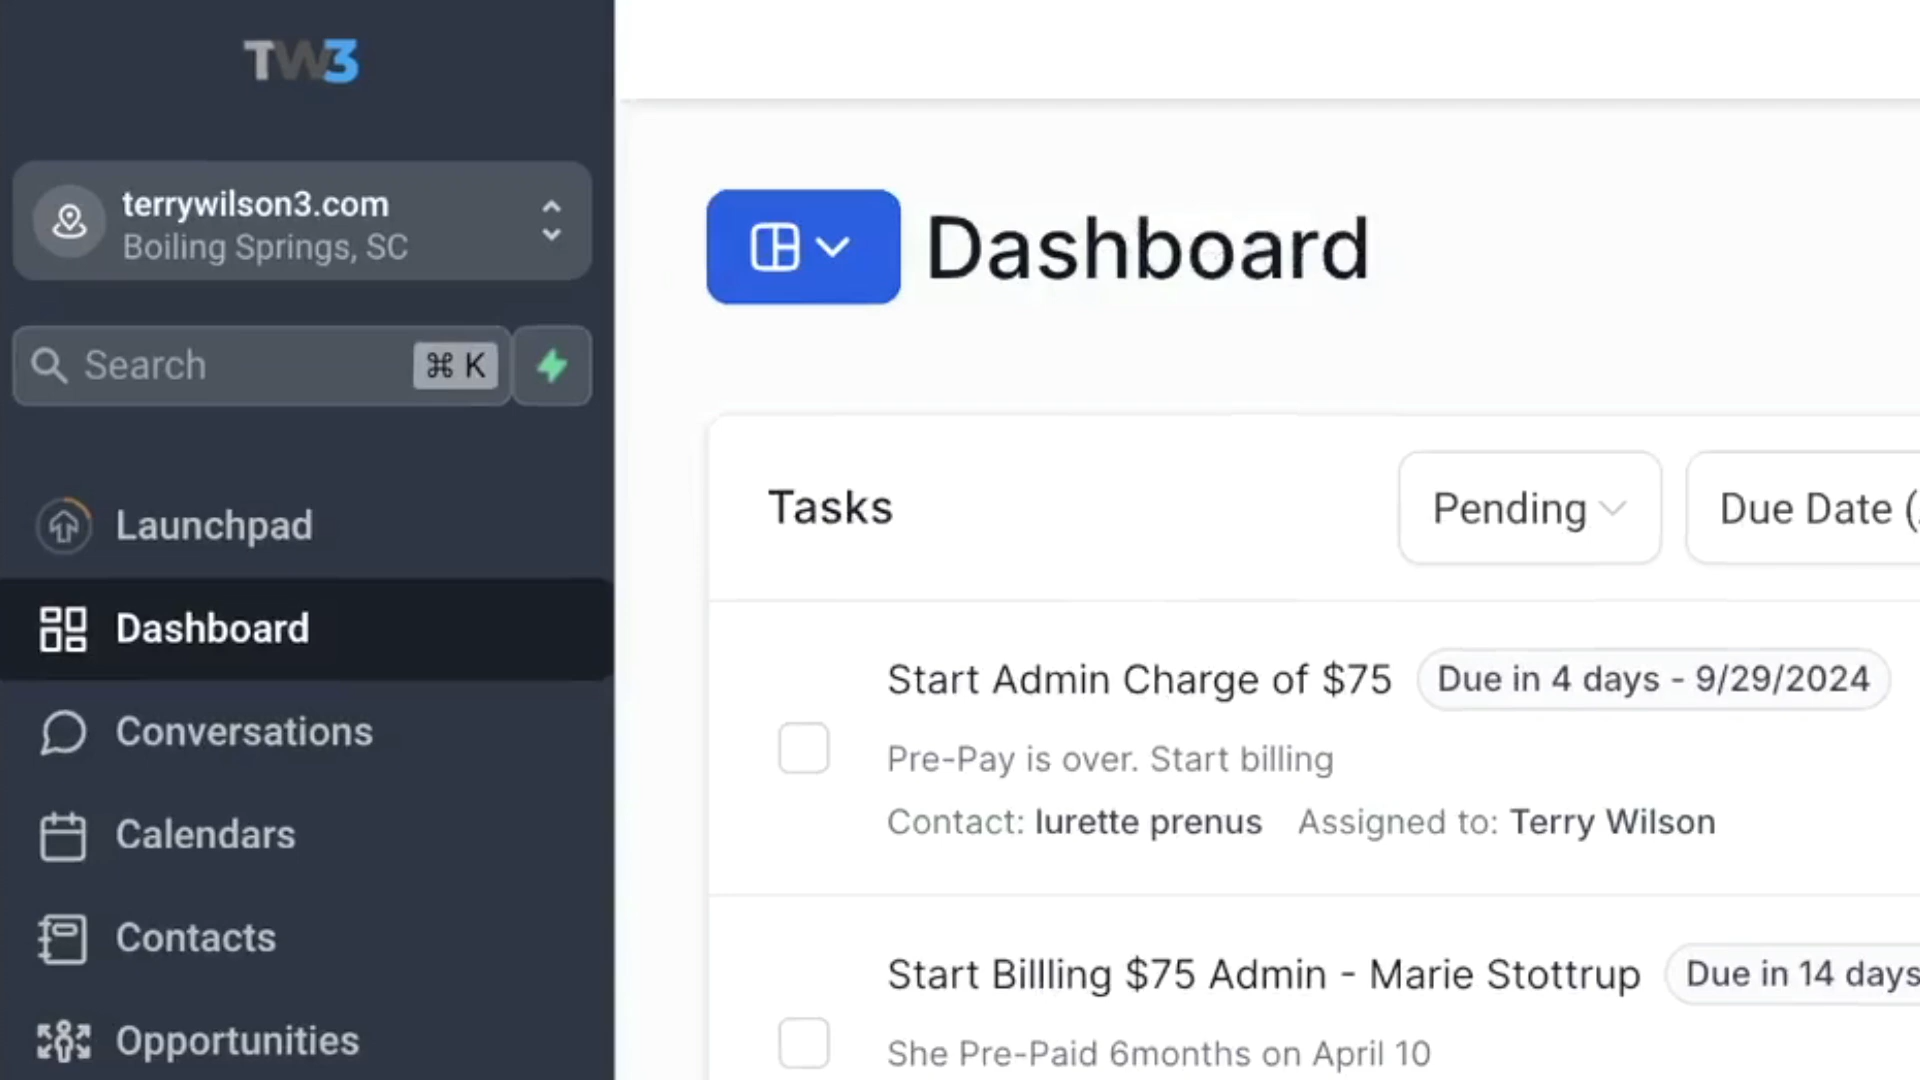 TW3
terrywilson3.com
Boiling Springs, SC
Search
⌘ K
Launchpad
Dashboard
Conversations
Calendars
Contacts
Opportunities
Dashboard
Tasks
Pending
Due Date (
Start Admin Charge of $75
Due in 4 days - 9/29/2024
Pre-Pay is over. Start billing
Contact: lurette prenus Assigned to: Terry Wilson
Start Billling $75 Admin - Marie Stottrup
Due in 14 days
She Pre-Paid 6months on April 10